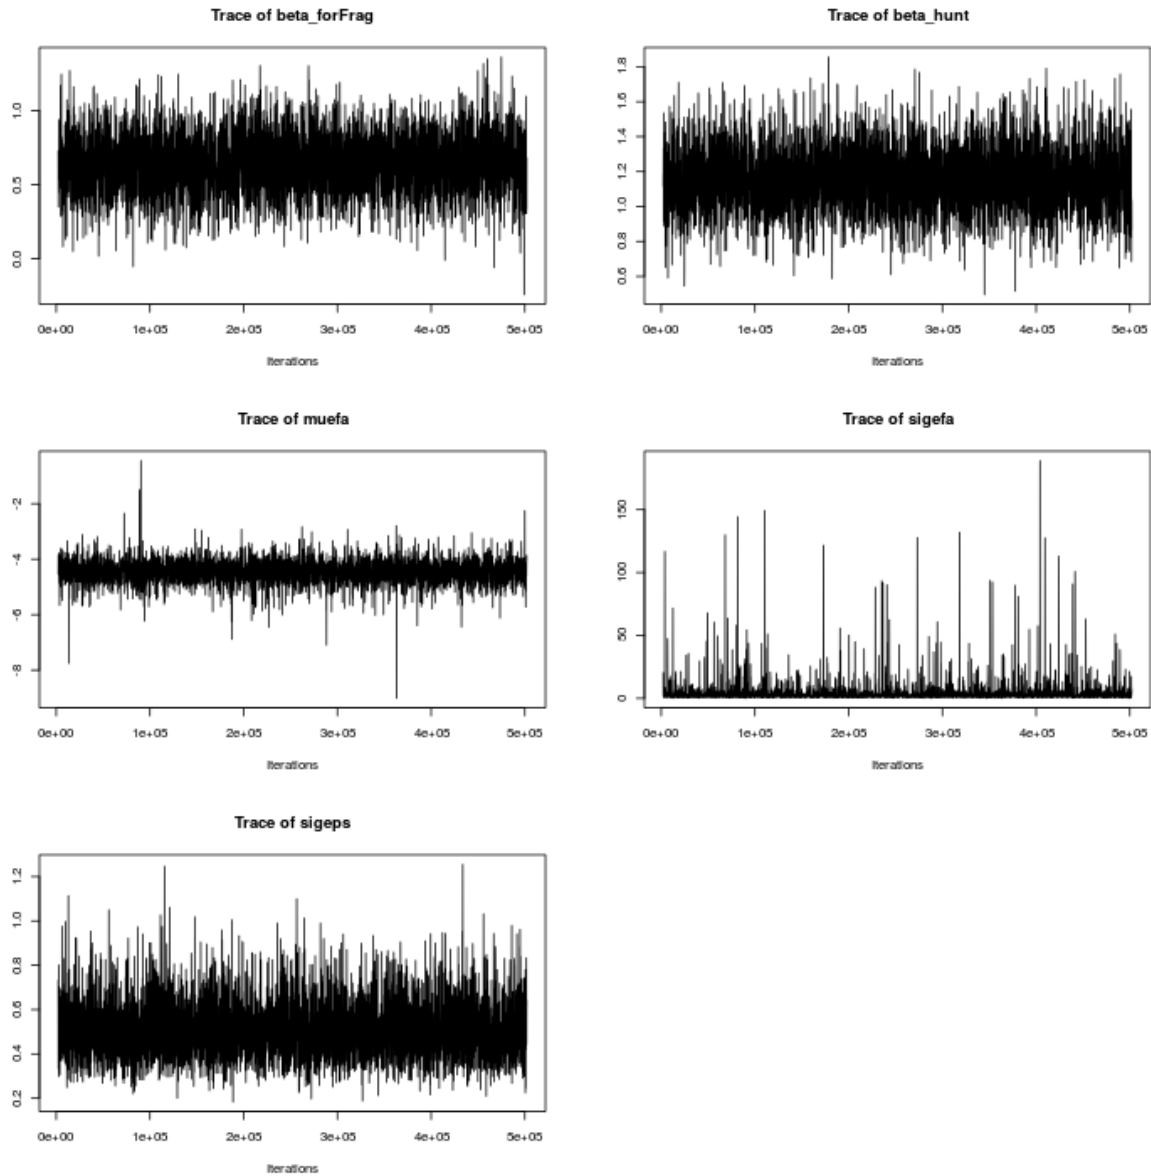 Trace of beta_forFrag
Trace of beta_hunt
1.0
0.5
0.0
0e+00 1e+05 2e+05 3e+05 4e+05 5e+05
Iterations
1.8
1.6
1.4
1.2
1.0
0.8
0.6
0e+00 1e+05 2e+05 3e+05 4e+05 5e+05
Iterations
Trace of muefa
Trace of sigefa
-2
-4
-6
-8
0e+00 1e+05 2e+05 3e+05 4e+05 5e+05
Iterations
150
100
50
0
0e+00 1e+05 2e+05 3e+05 4e+05 5e+05
Iterations
Trace of sigeps
1.2
1.0
0.8
0.6
0.4
0.2
0e+00 1e+05 2e+05 3e+05 4e+05 5e+05
Iterations